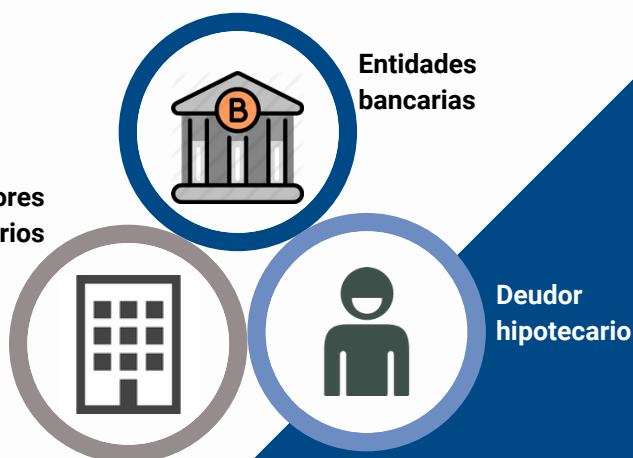 Entidades
bancarias
B
ores
rios
Deudor
hipotecario